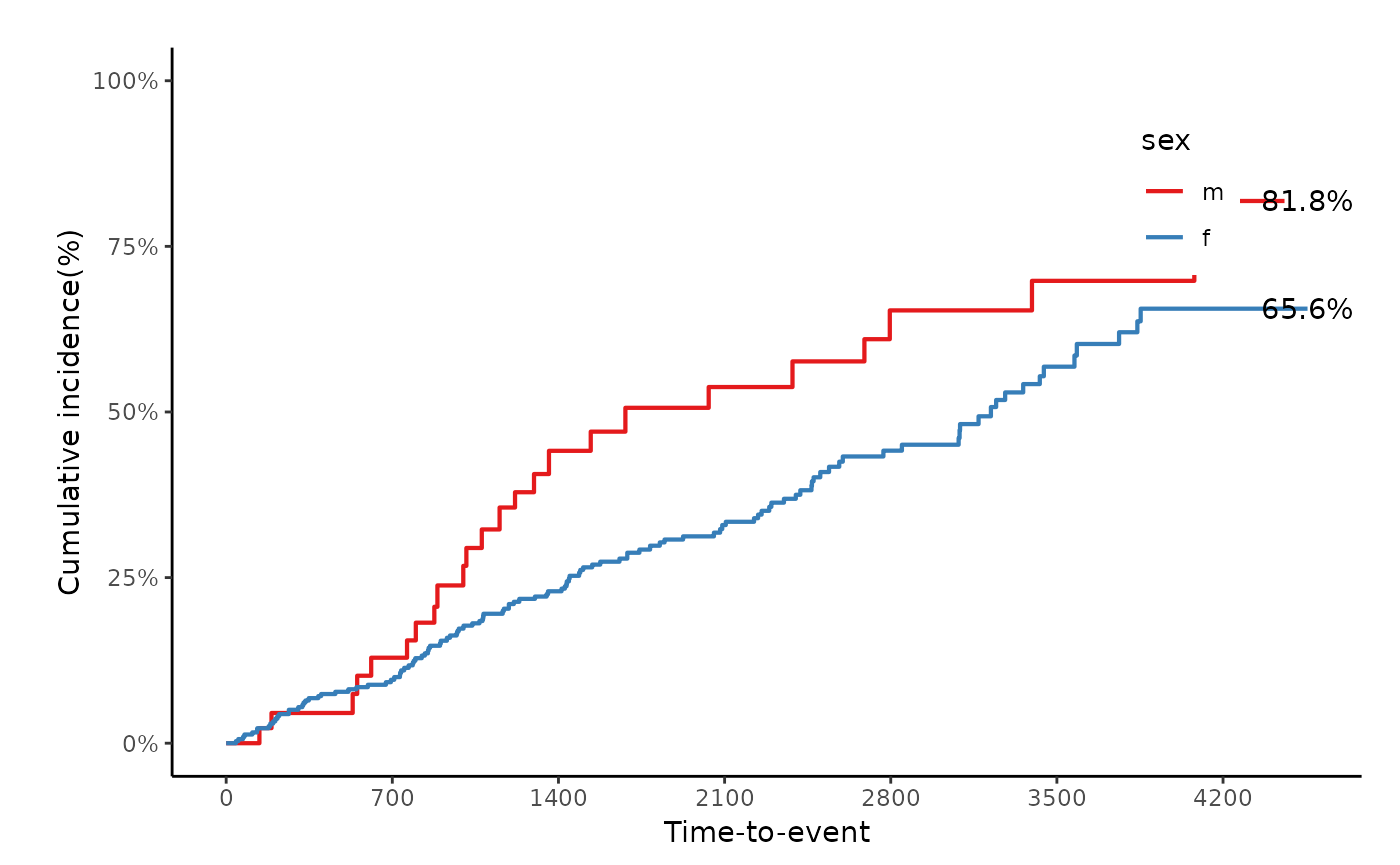 100%
75%
50%
25%
0%
Cumulative incidence(%)
sex
m
f
81.8%
65.6%
0 700 1400 2100 2800 3500 4200
Time-to-event